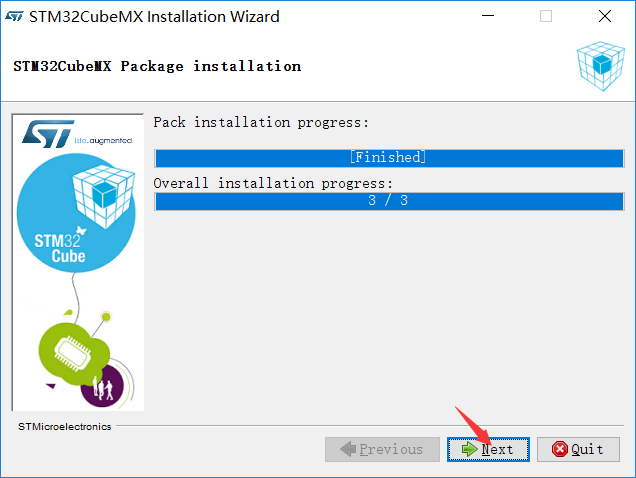 STM32CubeMX Installation Wizard
STM32CubeMX Package installation
life.augmented
STM32
Cube
Pack installation progress:
[Finished]
Overall installation progress:
3 / 3
STMicroelectronics
Previous
Next
Quit